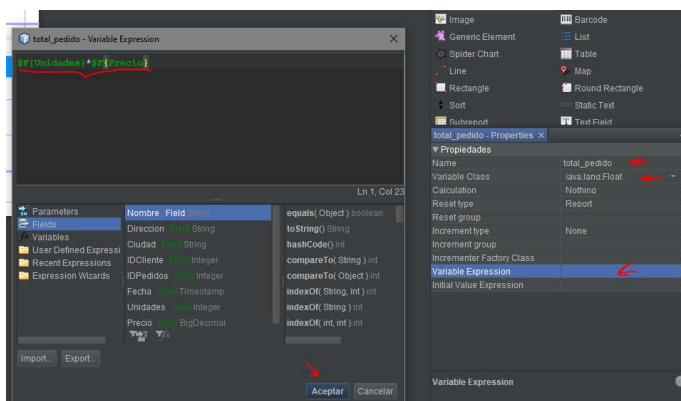 total_pedido - Variable Expression
$F{Unidades}*$F{Precio}
Ln 1, Col 23
Parameters
Fields
Variables
User Defined Expressi
Recent Expressions
Expression Wizards
Nombre Field String
Direccion Field String
Ciudad Field String
IDCliente Field Integer
IDPedidos Field Integer
Fecha Field Timestamp
Unidades Field Integer
Precio Field BigDecimal
equals( Object ) boolean
toString() String
hashCode() int
compareTo( String ) int
compareTo( Object ) int
indexOf( String, int ) int
indexOf( String ) int
indexOf( int, int ) int
Import... Export...
Aceptar Cancelar
Image Barcode
Generic Element List
Spider Chart Table
Line Map
Rectangle Round Rectangle
Sort Static Text
Subreport Text Field
total_pedido - Properties
Propiedades
Name total_pedido
Variable Class java.lang.Float
Calculation Nothing
Reset type Report
Reset group
Increment type None
Increment group
Incrementer Factory Class
Variable Expression
Initial Value Expression
Variable Expression